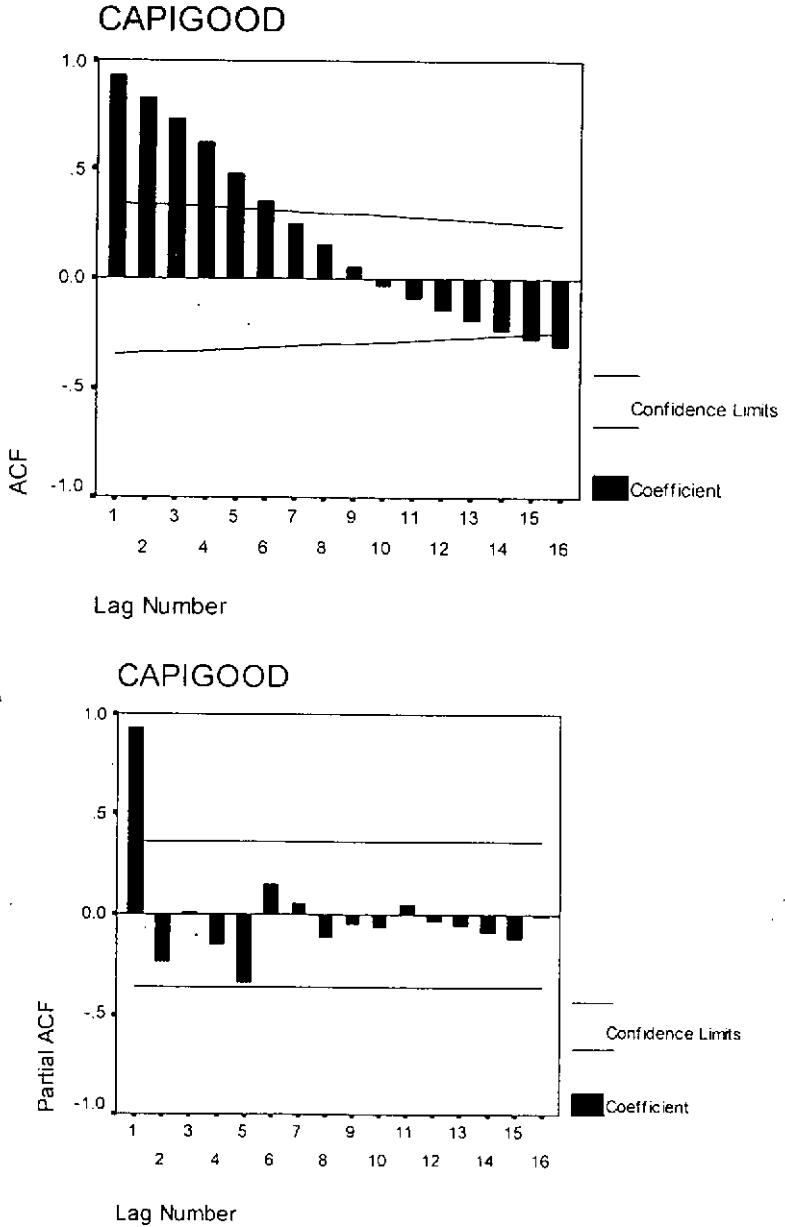 CAPIGOOD
1.0
.5
0.0
-.5
-1.0
ACF
1 3 5 7 9 11 13 15
2 4 6 8 10 12 14 16
Lag Number
Confidence Limits
Coefficient
CAPIGOOD
1.0
.5
0.0
-.5
-1.0
Partial ACF
1 3 5 7 9 11 13 15
2 4 6 8 10 12 14 16
Lag Number
Confidence Limits
Coefficient